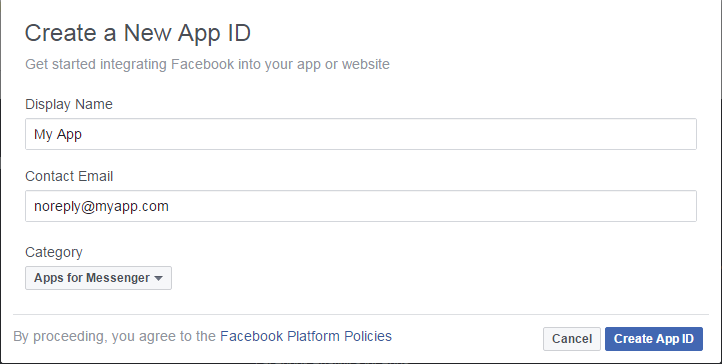 Create a New App ID
Get started integrating Facebook into your app or website
Display Name
My App
Contact Email
noreply@myapp.com
Category
Apps for Messenger
By proceeding, you agree to the Facebook Platform Policies
Cancel
Create App ID